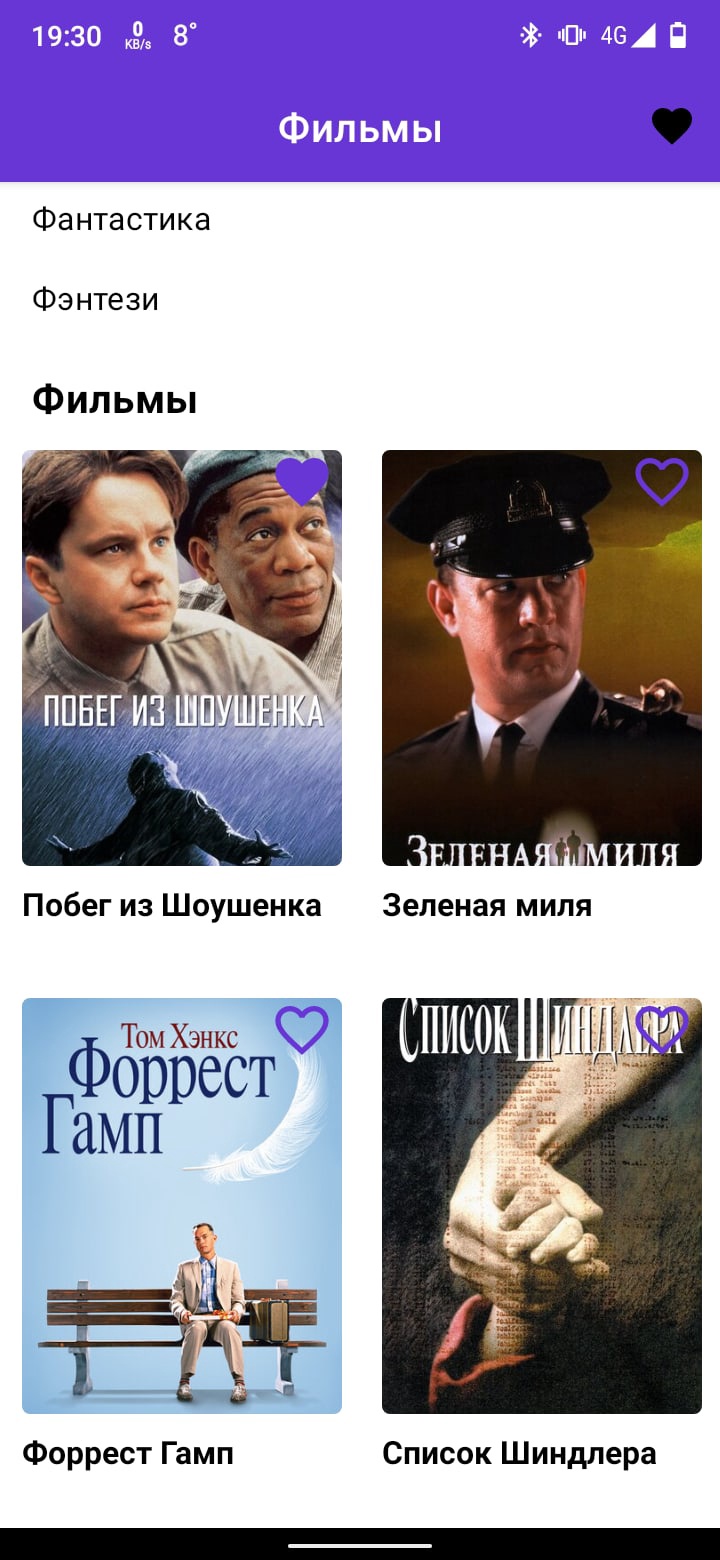 19:30 0 KB/s 8° 4G
Фильмы
Фантастика
Фэнтези
Фильмы
ПОБЕГ ИЗ ШОУШЕНКА
ЗЕЛЕНАЯ МИЛЯ
Побег из Шоушенка
Зеленая миля
Том Хэнкс
Форрест
Гамп
Список Шиндлера
Форрест Гамп
Список Шиндлера